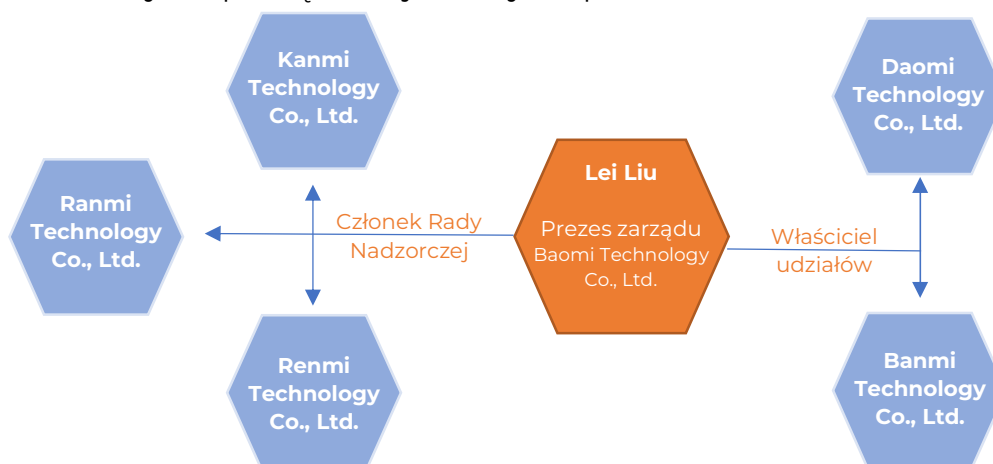 Kanmi
Technology
Co., Ltd.
Daomi
Technology
Co., Ltd.
Ranmi
Technology
Co., Ltd.
Członek Rady
Nadzorczej
Lei Liu
Prezes zarządu
Baomi Technology
Co., Ltd.
Właściciel
udziałów
Renmi
Technology
Co., Ltd.
Banmi
Technology
Co., Ltd.